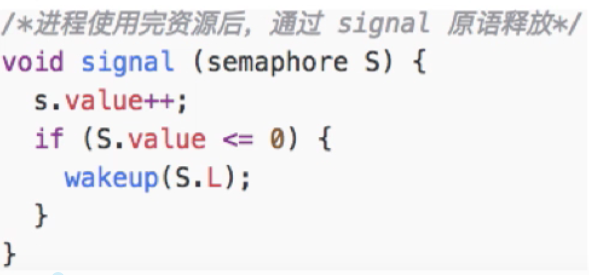 /*进程使用完资源后，通过 signal 原语释放*/
void signal (semaphore S) {
s.value++;
if (S.value <= 0) {
wakeup(S.L);
}
}